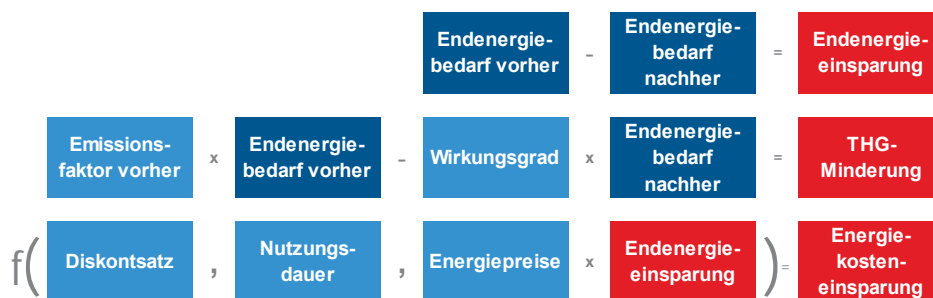 Endenergie-
bedarf vorher
–
Endenergie-
bedarf
nachher
=
Endenergie-
einsparung
Emissions-
faktor vorher
x
Endenergie-
bedarf vorher
–
Wirkungsgrad
x
Endenergie-
bedarf
nachher
=
THG-
Minderung
f(
Diskontsatz
,
Nutzungs-
dauer
,
Energiepreise
x
Endenergie-
einsparung
)
=
Energie-
kosten-
einsparung